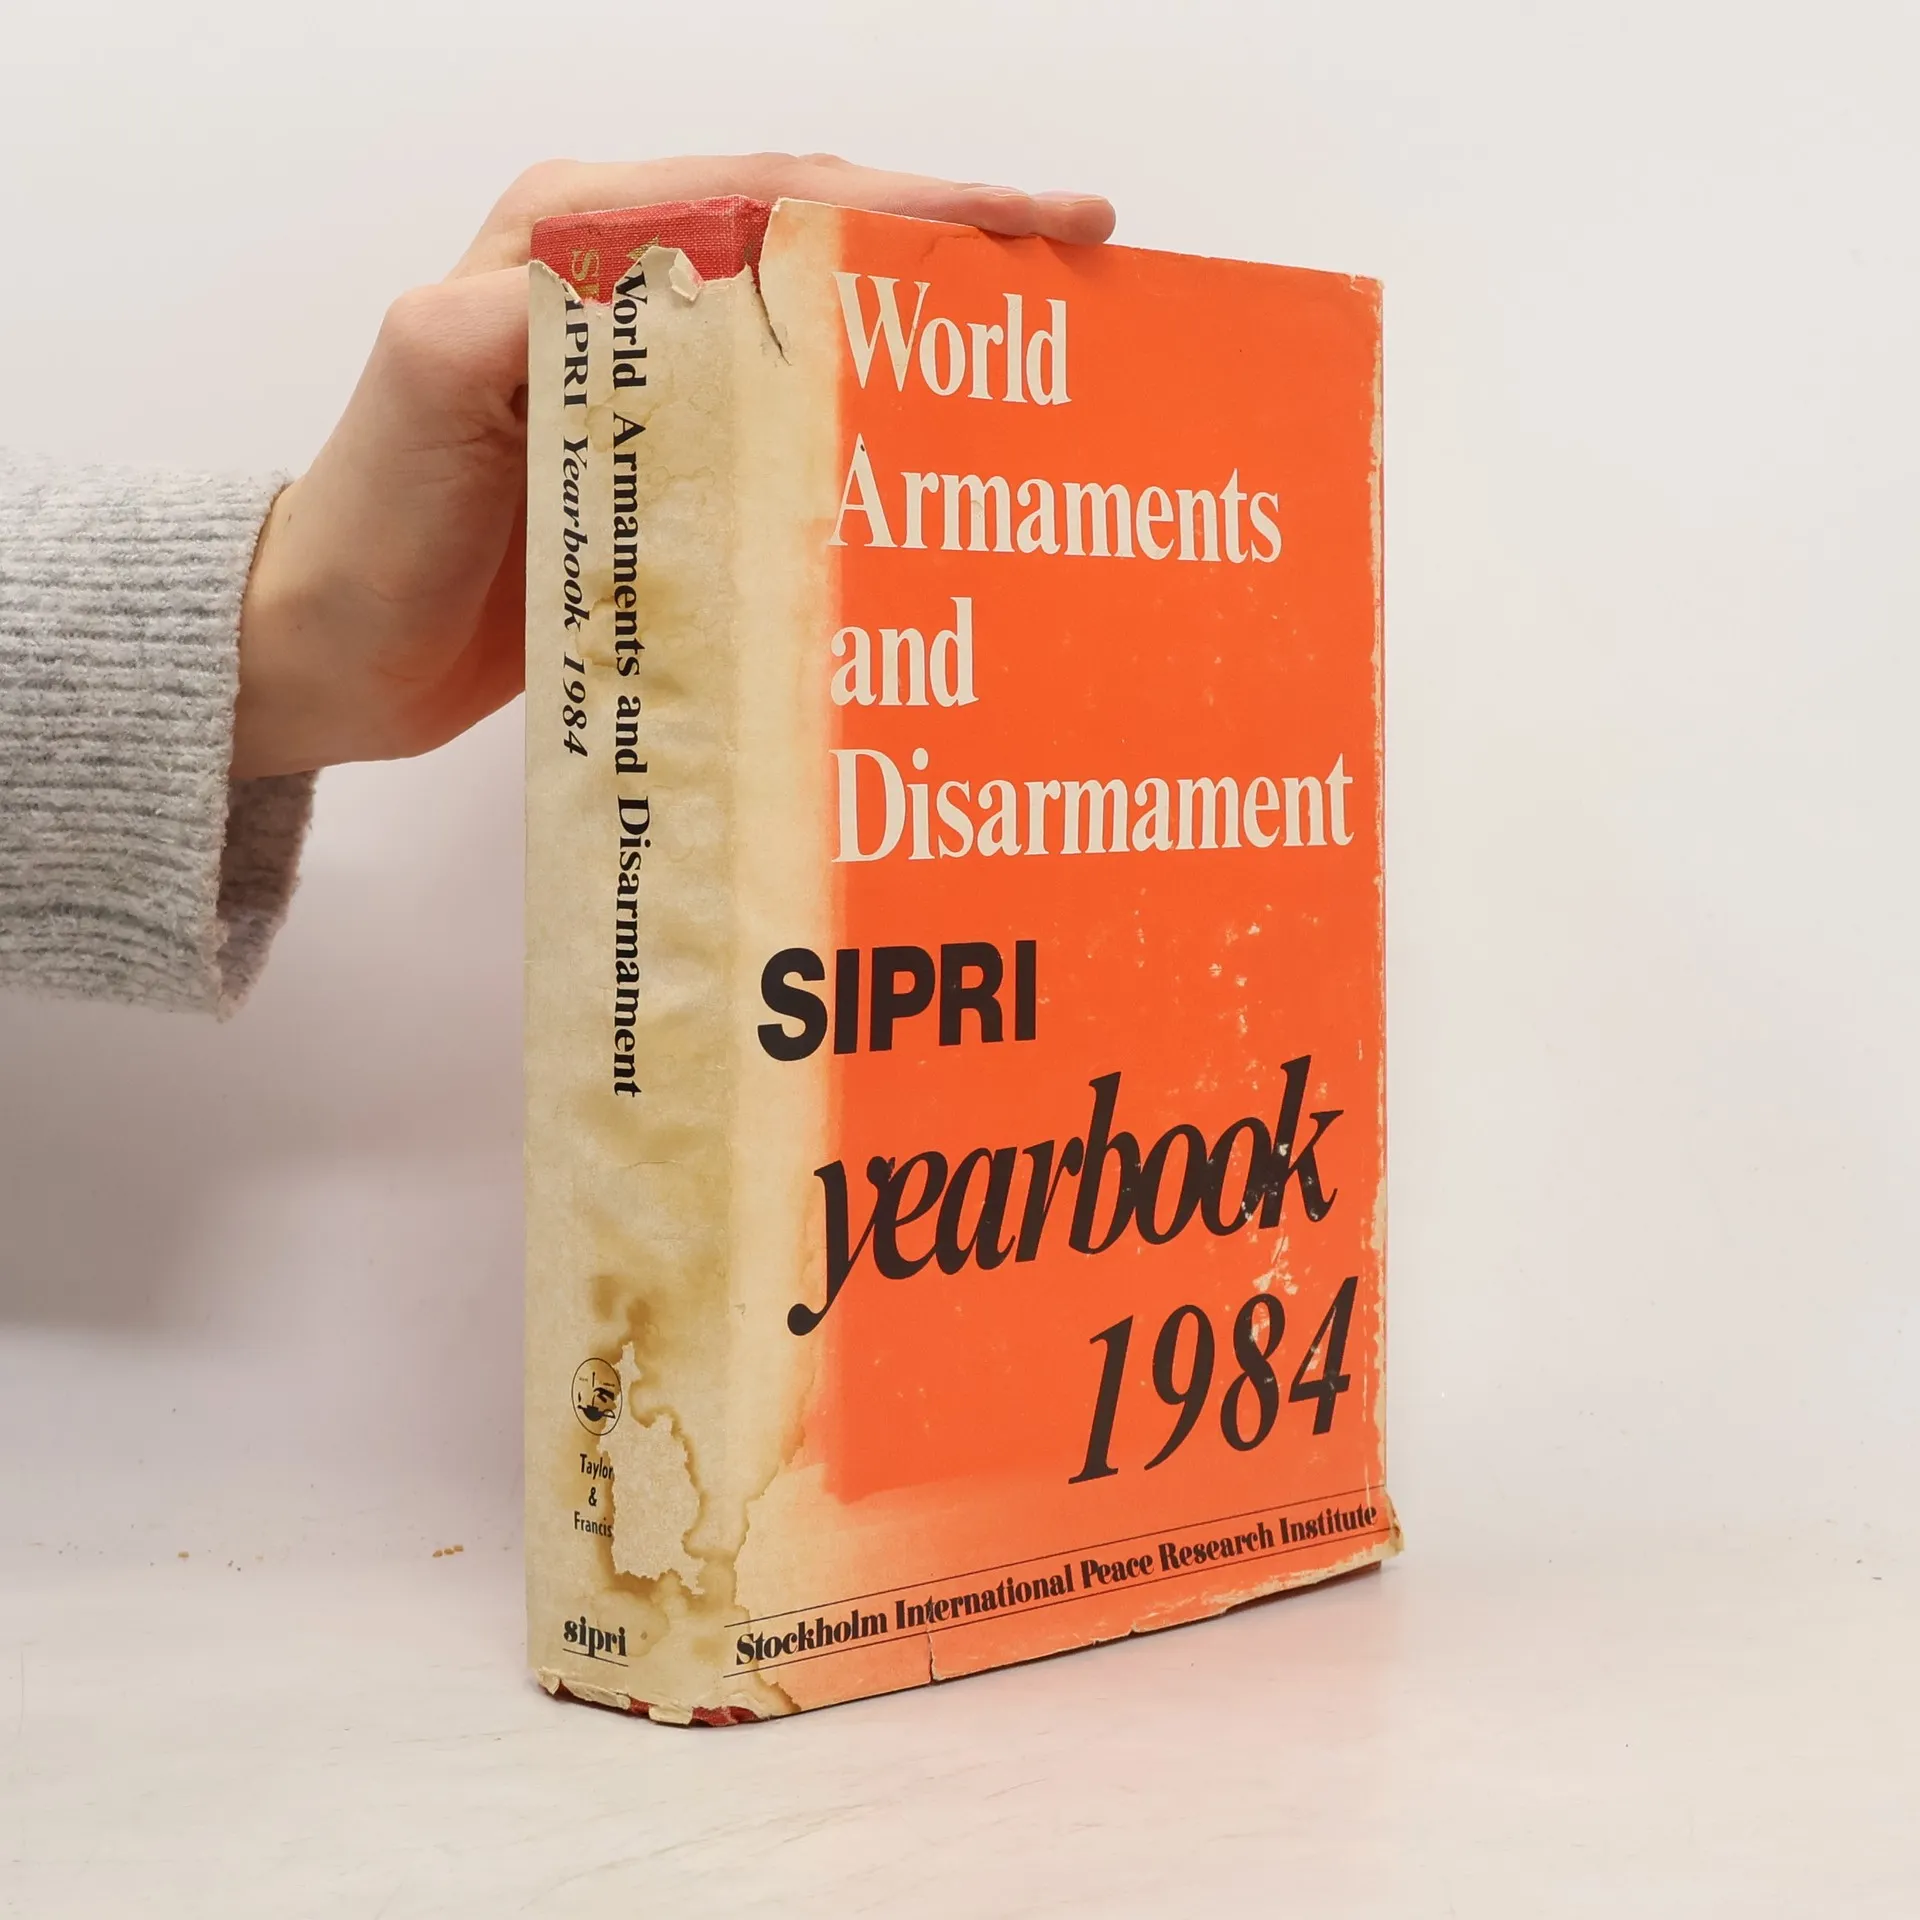 World
Armaments
and
Disarmament
SIPRI
yearbook
1984
Stockholm International Peace Research Institute
World Armaments and Disarmament
SIPRI Yearbook 1984
Taylor
&
Francis
sipri